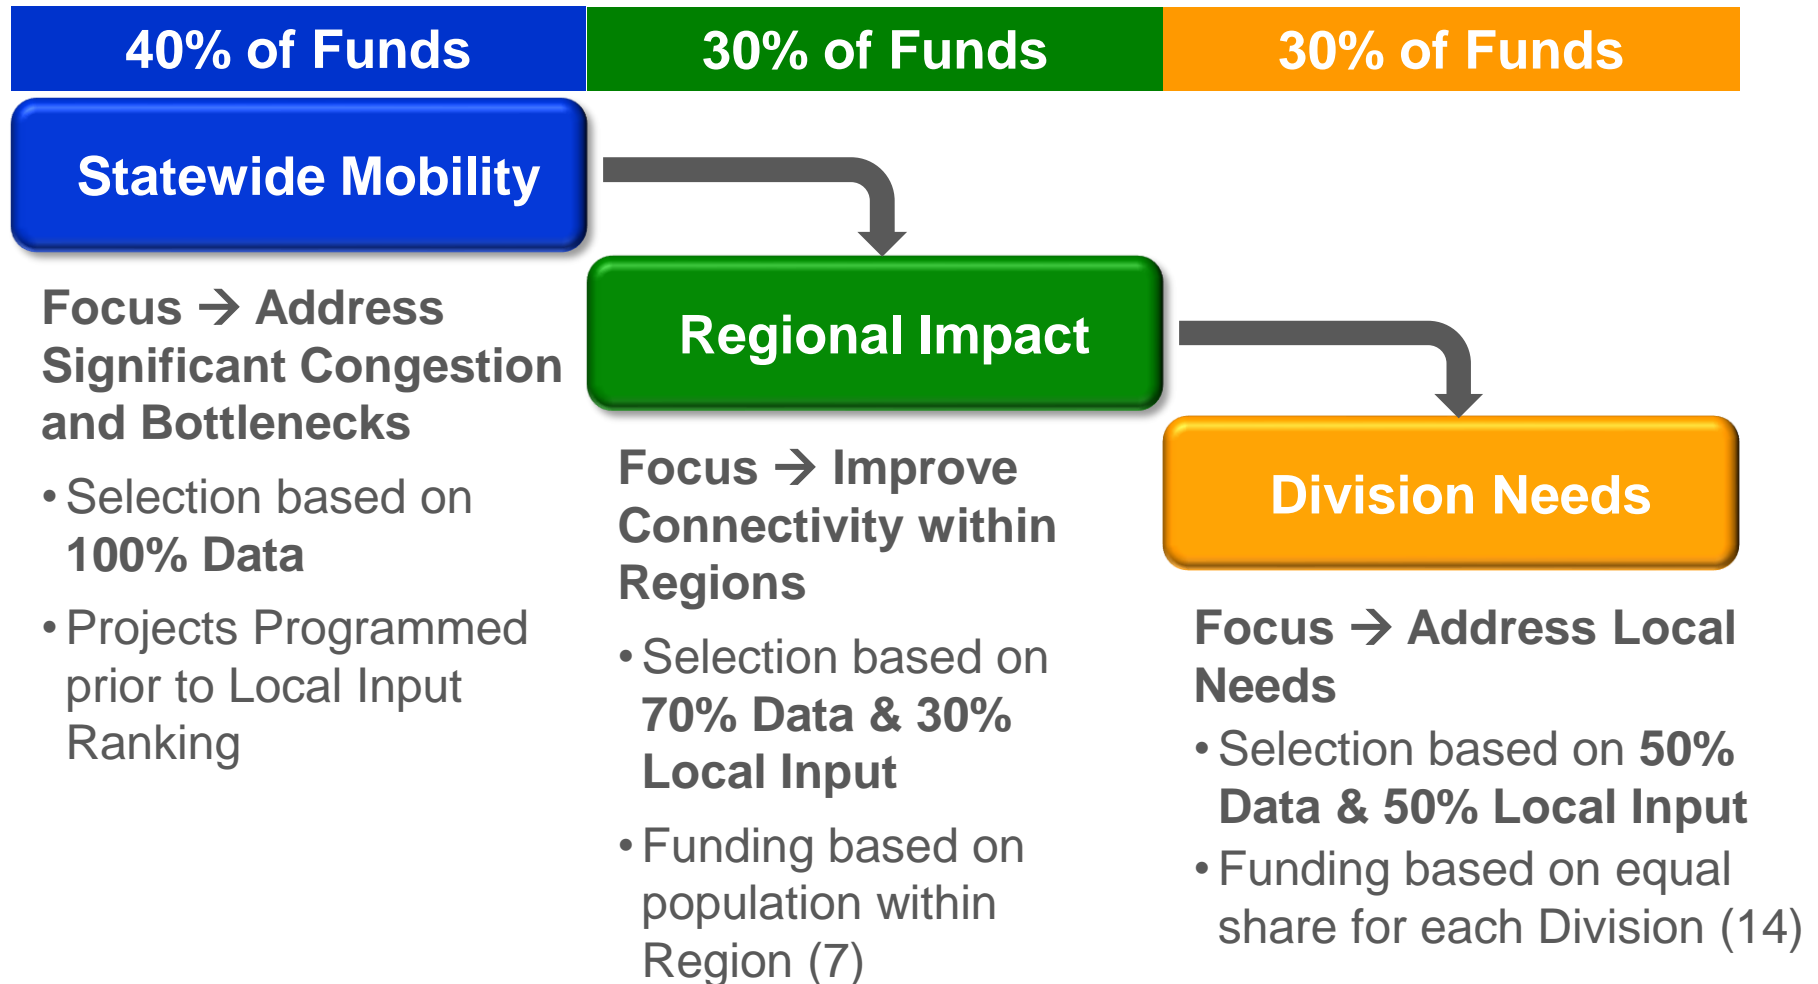 40% of Funds
30% of Funds
30% of Funds
Statewide Mobility
Focus → Address
Significant Congestion
and Bottlenecks
• Selection based on
100% Data
• Projects Programmed
prior to Local Input
Ranking
Regional Impact
Focus → Improve
Connectivity within
Regions
• Selection based on
70% Data & 30%
Local Input
• Funding based on
population within
Region (7)
Division Needs
Focus → Address Local
Needs
• Selection based on 50%
Data & 50% Local Input
• Funding based on equal
share for each Division (14)